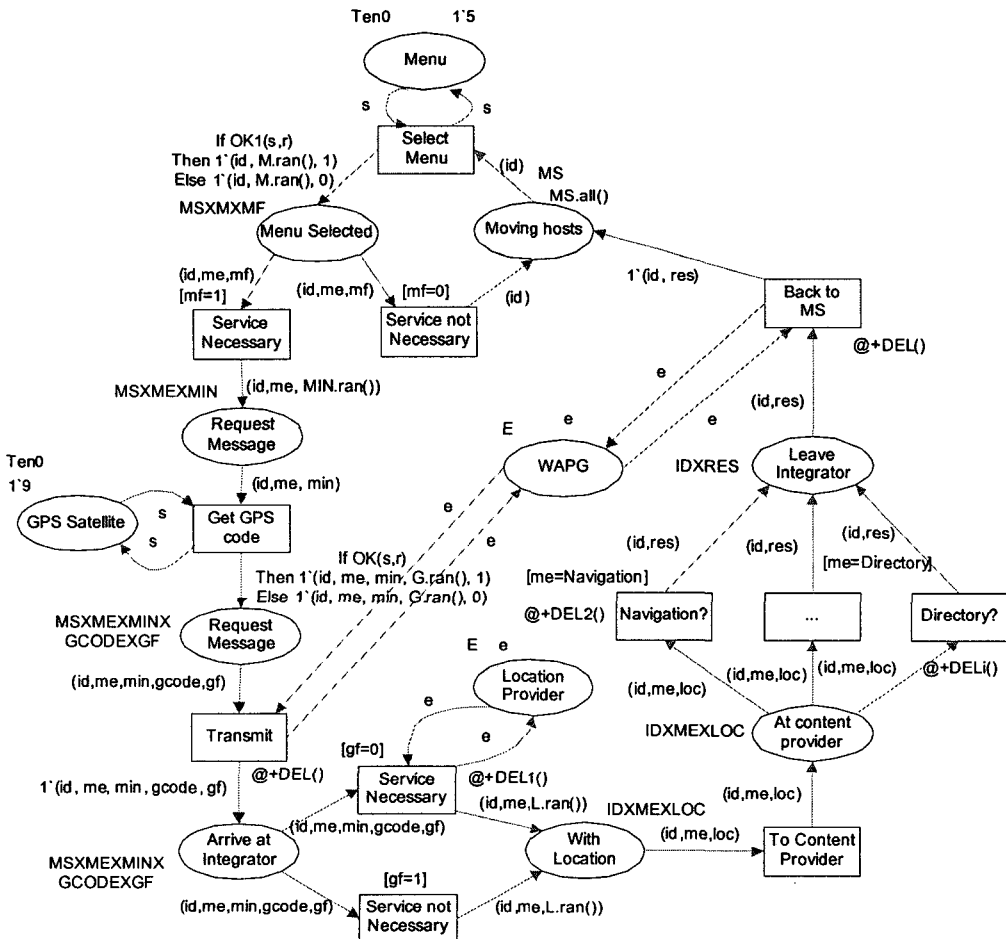 Ten0
1`5
Menu
s
s
Select
Menu
If OK1(s,r)
Then 1`(id, M.ran(), 1)
Else 1`(id, M.ran(), 0)
(id)
MS
MS.all()
MSXMXMF
Menu Selected
Moving hosts
(id,me,mf)
[mf=1]
(id,me,mf)
[mf=0]
(id)
1`(id, res)
Service
Necessary
Service not
Necessary
Back to
MS
@+DEL()
MSXMEXMIN
(id,me, MIN.ran())
e
e
(id,res)
Request
Message
E
e
WAPG
IDXRES
Leave
Integrator
Ten0
1`9
(id,me, min)
GPS Satellite
s
s
Get GPS
code
e
e
(id,res)
(id,res)
(id,res)
If OK(s,r)
Then 1`(id, me, min, G.ran(), 1)
Else 1`(id, me, min, G.ran(), 0)
[me=Navigation]
[me=Directory]
@+DEL2()
Navigation?
...
Directory?
@+DELi()
MSXMEXMINX
GCODEXGF
Request
Message
E
e
Location
Provider
(id,me,loc)
(id,me,loc)
(id,me,loc)
(id,me,min,gcode,gf)
e
e
IDXMEXLOC
At content
provider
Transmit
@+DEL()
[gf=0]
Service
Necessary
@+DEL1()
1`(id, me, min, gcode, gf)
(id,me,min,gcode,gf)
(id,me,L.ran())
IDXMEXLOC
(id,me,loc)
Arrive at
Integrator
With
Location
(id,me,loc)
To Content
Provider
MSXMEXMINX
GCODEXGF
(id,me,min,gcode,gf)
[gf=1]
Service not
Necessary
(id,me,L.ran())